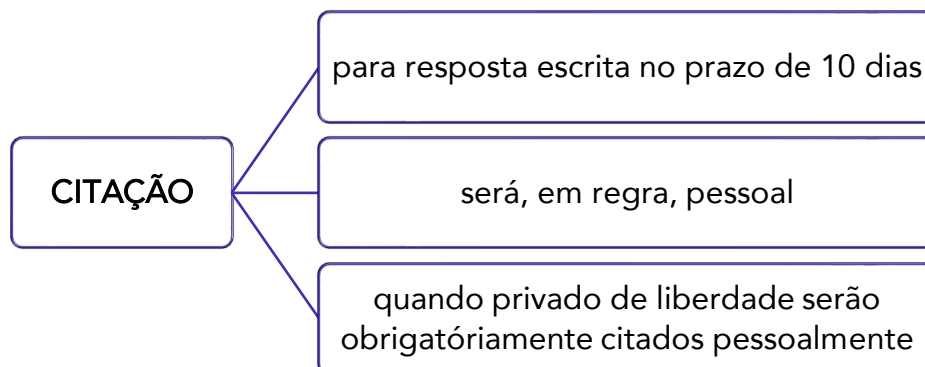 CITAÇÃO
para resposta escrita no prazo de 10 dias
será, em regra, pessoal
quando privado de liberdade serão
obrigatóriamente citados pessoalmente